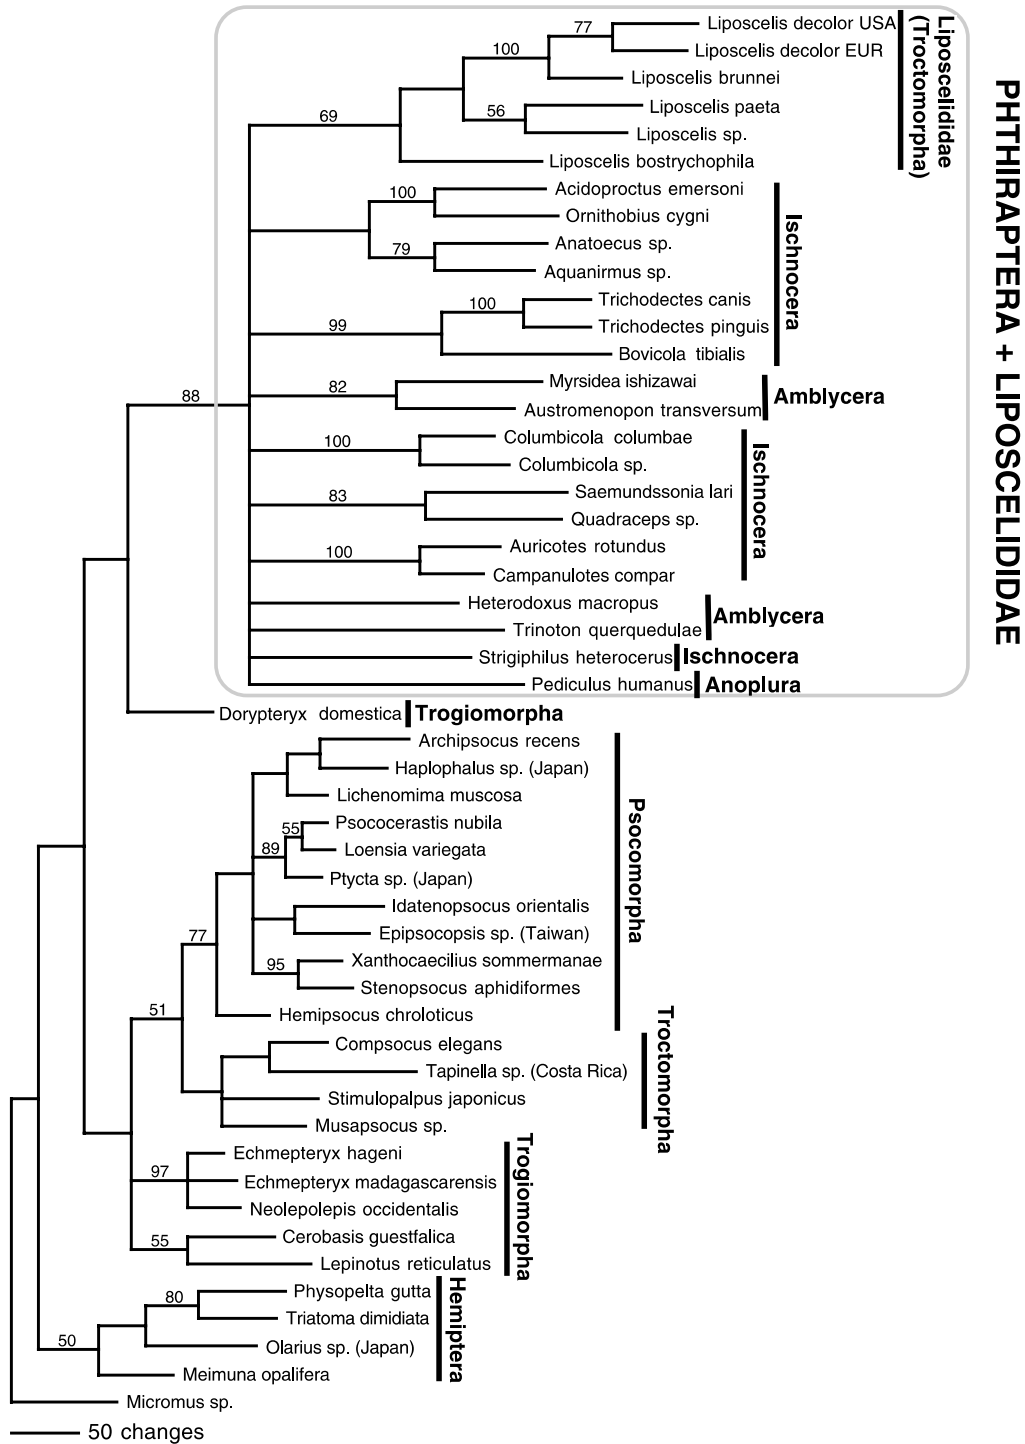 77
Liposcelis decolor USA
100
Liposcelis decolor EUR
Liposcelis brunnei
69
56
Liposcelis paeta
Liposcelis sp.
Liposcelis bostrychophila
Liposcelididae
(Troctomorpha)
100
Acidoproctus emersoni
Ornithobius cygni
79
Anatoecus sp.
Aquanirmus sp.
100
Trichodectes canis
99
Trichodectes pinguis
Bovicola tibialis
Ischnocera
88
82
Myrsidea ishizawai
Austromenopon transversum
Amblycera
100
Columbicola columbae
Columbicola sp.
83
Saemundssonia lari
Quadraceps sp.
100
Auricotes rotundus
Campanulotes compar
Ischnocera
Heterodoxus macropus
Trinoton querquedulae
Amblycera
Strigiphilus heterocerus
Ischnocera
Pediculus humanus
Anoplura
PHTHIRAPTERA + LIPOSCELIDIDAE
Dorypteryx domestica
Trogiomorpha
Archipsocus recens
Haplophalus sp. (Japan)
Lichenomima muscosa
55
Psococerastis nubila
89
Loensia variegata
Ptycta sp. (Japan)
Idatenopsocus orientalis
77
Epipsocopsis sp. (Taiwan)
95
Xanthocaecilius sommermanae
Stenopsocus aphidiformes
51
Hemipsocus chroloticus
Psocomorpha
Compsocus elegans
Tapinella sp. (Costa Rica)
Stimulopalpus japonicus
Musapsocus sp.
Troctomorpha
Echmepteryx hageni
97
Echmepteryx madagascarensis
Neolepolepis occidentalis
55
Cerobasis guestfalica
Lepinotus reticulatus
Trogiomorpha
80
Physopelta gutta
Triatoma dimidiata
50
Olarius sp. (Japan)
Meimuna opalifera
Hemiptera
Micromus sp.
50 changes